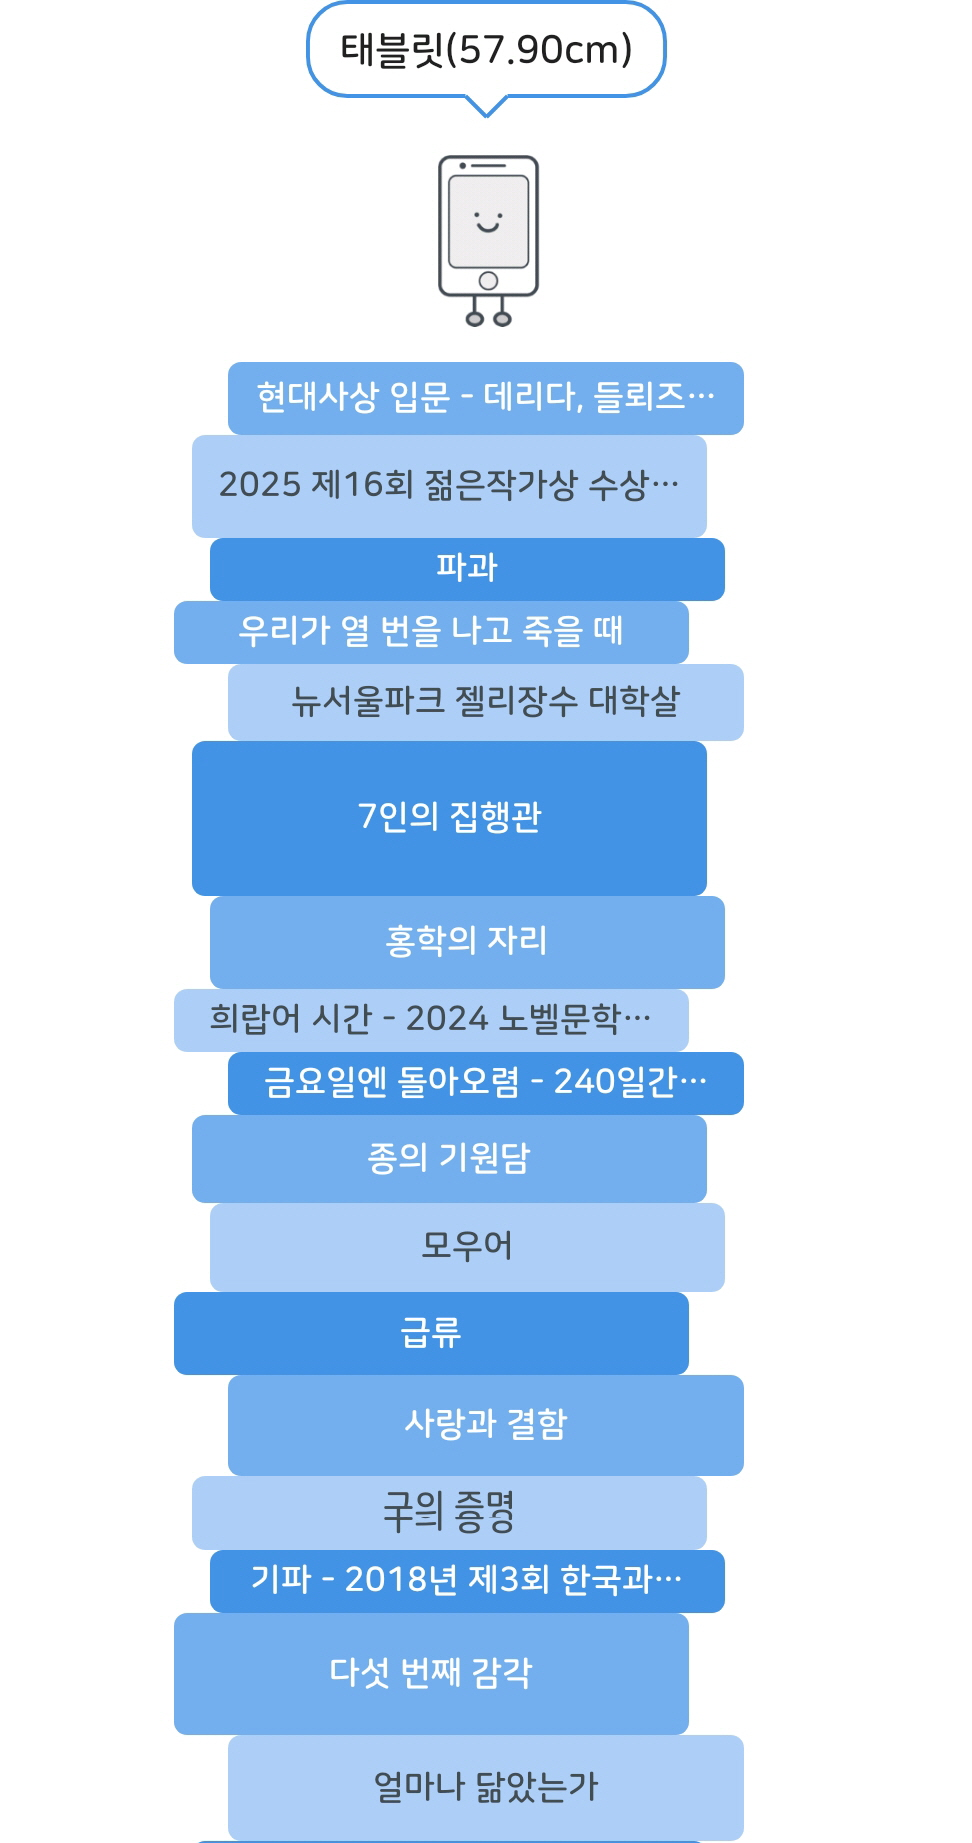 태블릿(57.90cm)
현대사상 입문 - 데리다, 들뢰즈…
2025 제16회 젊은작가상 수상…
파과
우리가 열 번을 나고 죽을 때
뉴서울파크 젤리장수 대학살
7인의 집행관
홍학의 자리
희랍어 시간 - 2024 노벨문학…
금요일엔 돌아오렴 - 240일간…
종의 기원담
모우어
급류
사랑과 결함
구의 증명
기파 - 2018년 제3회 한국과…
다섯 번째 감각
얼마나 닮았는가